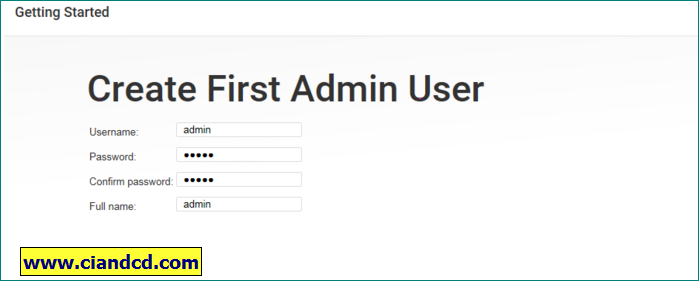 Getting Started
Create First Admin User
Username: admin
Password: •••••
Confirm password: •••••
Full name: admin
www.ciandcd.com